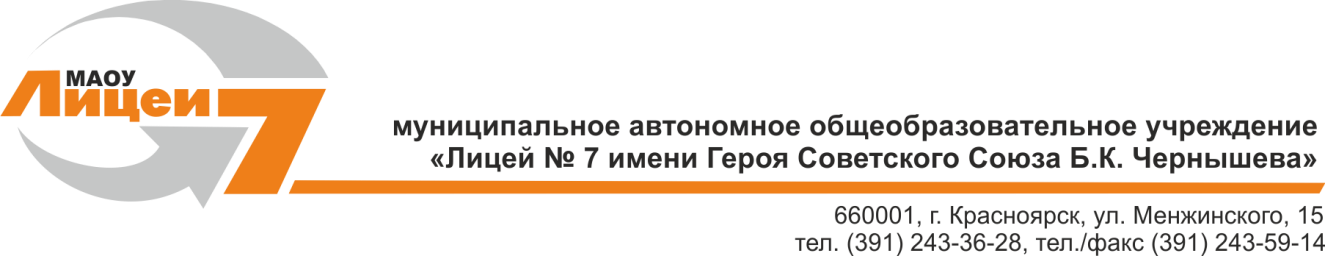 МАОУ
Лицей 7
муниципальное автономное общеобразовательное учреждение
«Лицей № 7 имени Героя Советского Союза Б.К. Чернышева»
660001, г. Красноярск, ул. Менжинского, 15
тел. (391) 243-36-28, тел./факс (391) 243-59-14